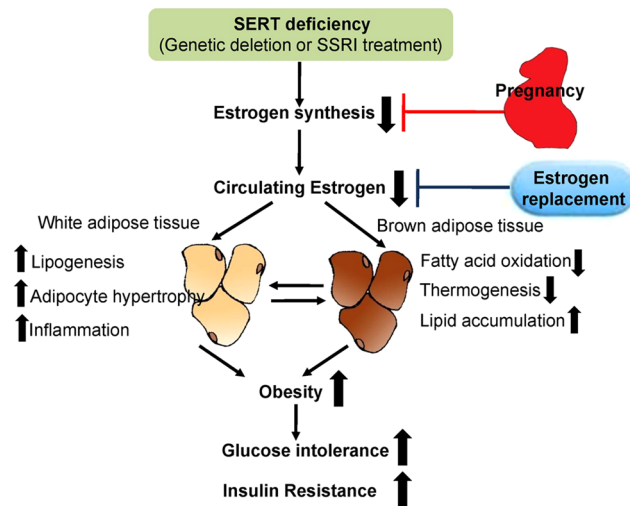 SERT deficiency
(Genetic deletion or SSRI treatment)
Pregnancy
Estrogen synthesis
Circulating Estrogen
Estrogen
replacement
White adipose tissue
Brown adipose tissue
Lipogenesis
Adipocyte hypertrophy
Inflammation
Fatty acid oxidation
Thermogenesis
Lipid accumulation
Obesity
Glucose intolerance
Insulin Resistance